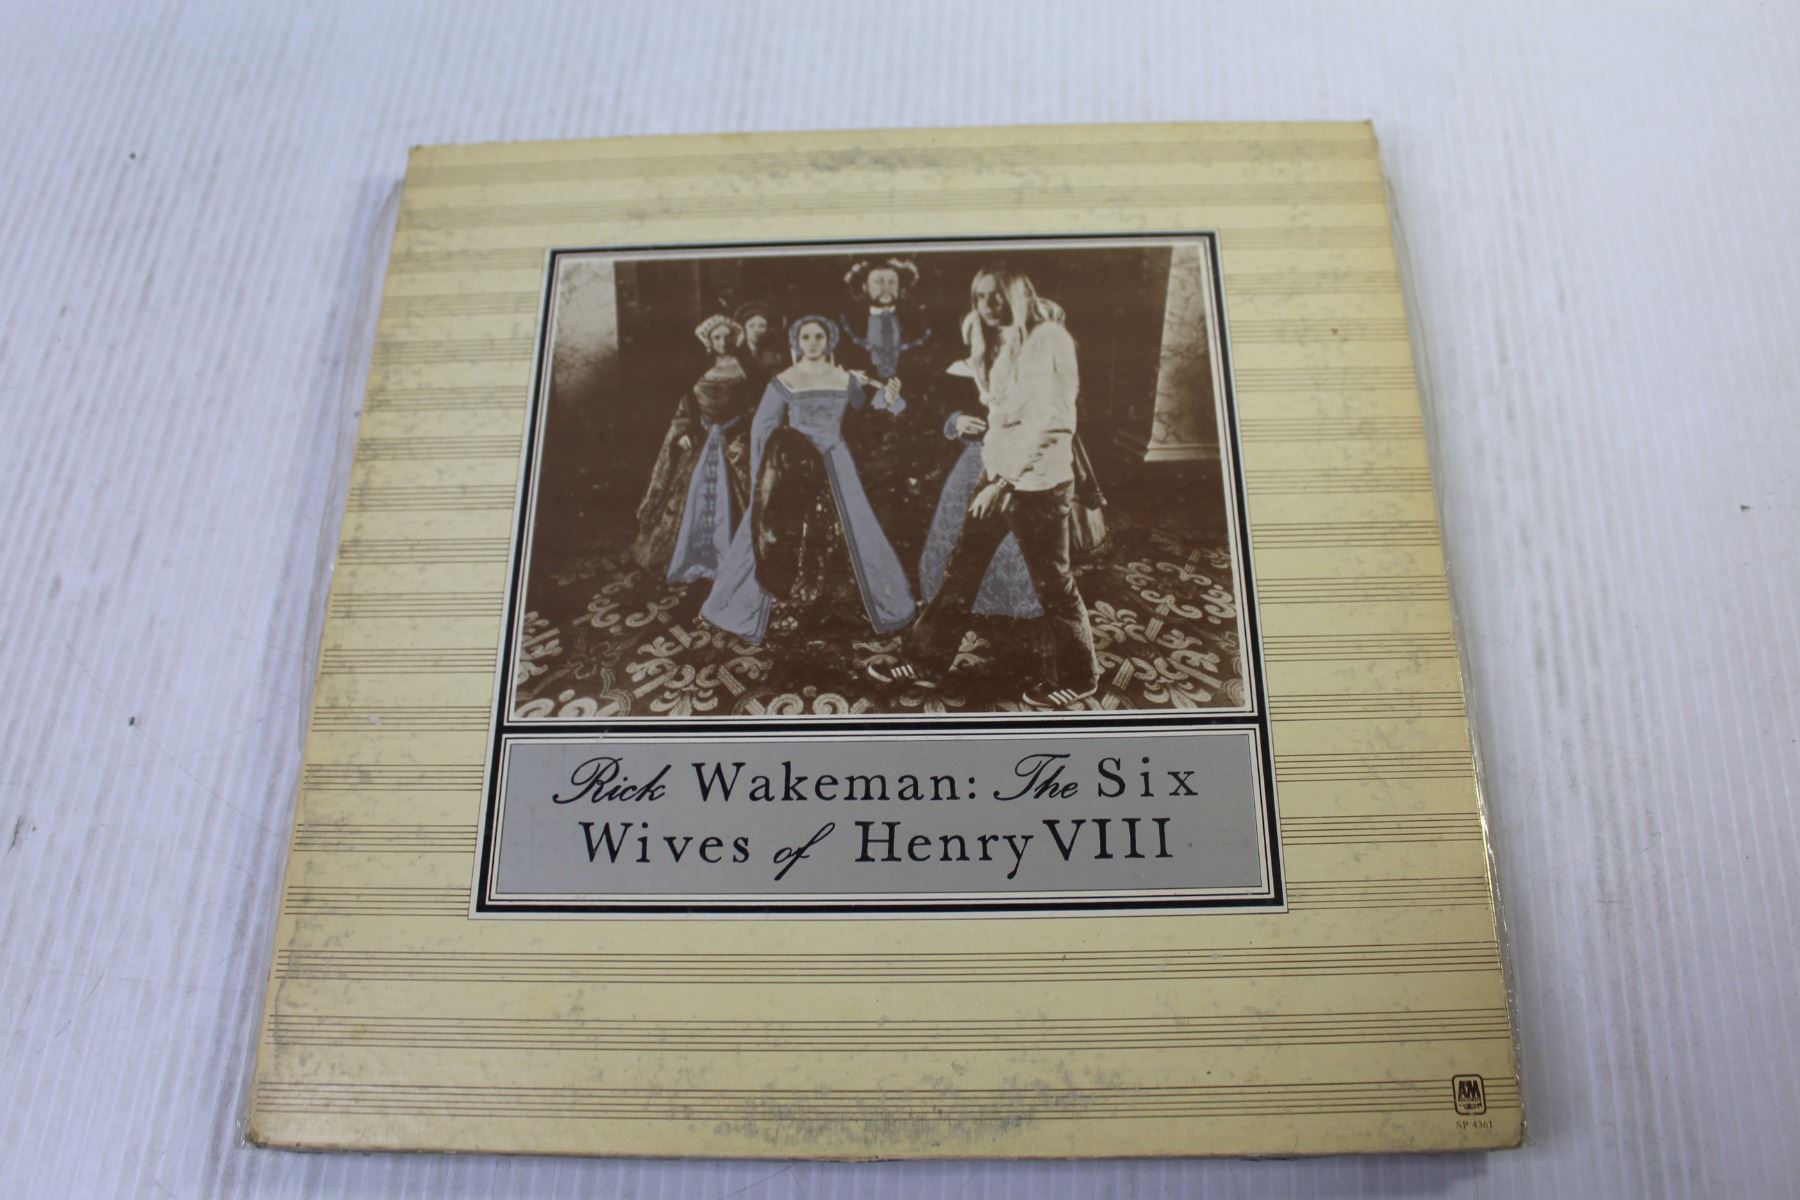 Rick Wakeman: The Six
Wives of Henry VIII
A&M
SP 4361